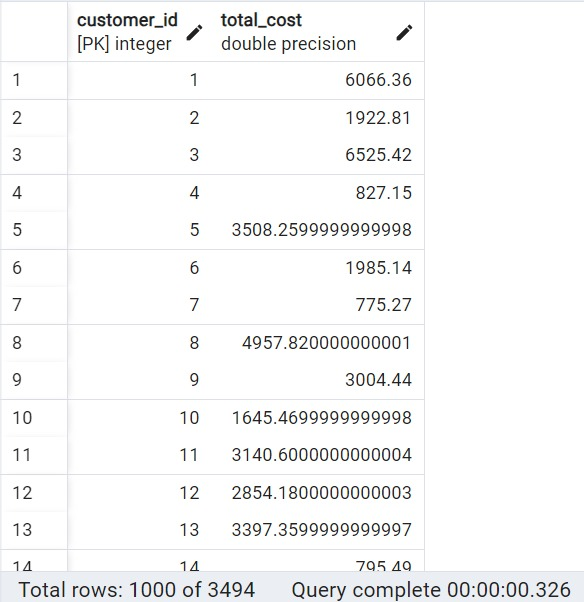 customer_id total_cost
[PK] integer double precision
1 1 6066.36
2 2 1922.81
3 3 6525.42
4 4 827.15
5 5 3508.2599999999998
6 6 1985.14
7 7 775.27
8 8 4957.820000000001
9 9 3004.44
10 10 1645.4699999999998
11 11 3140.6000000000004
12 12 2854.1800000000003
13 13 3397.3599999999997
14 14 795.49
Total rows: 1000 of 3494 Query complete 00:00:00.326